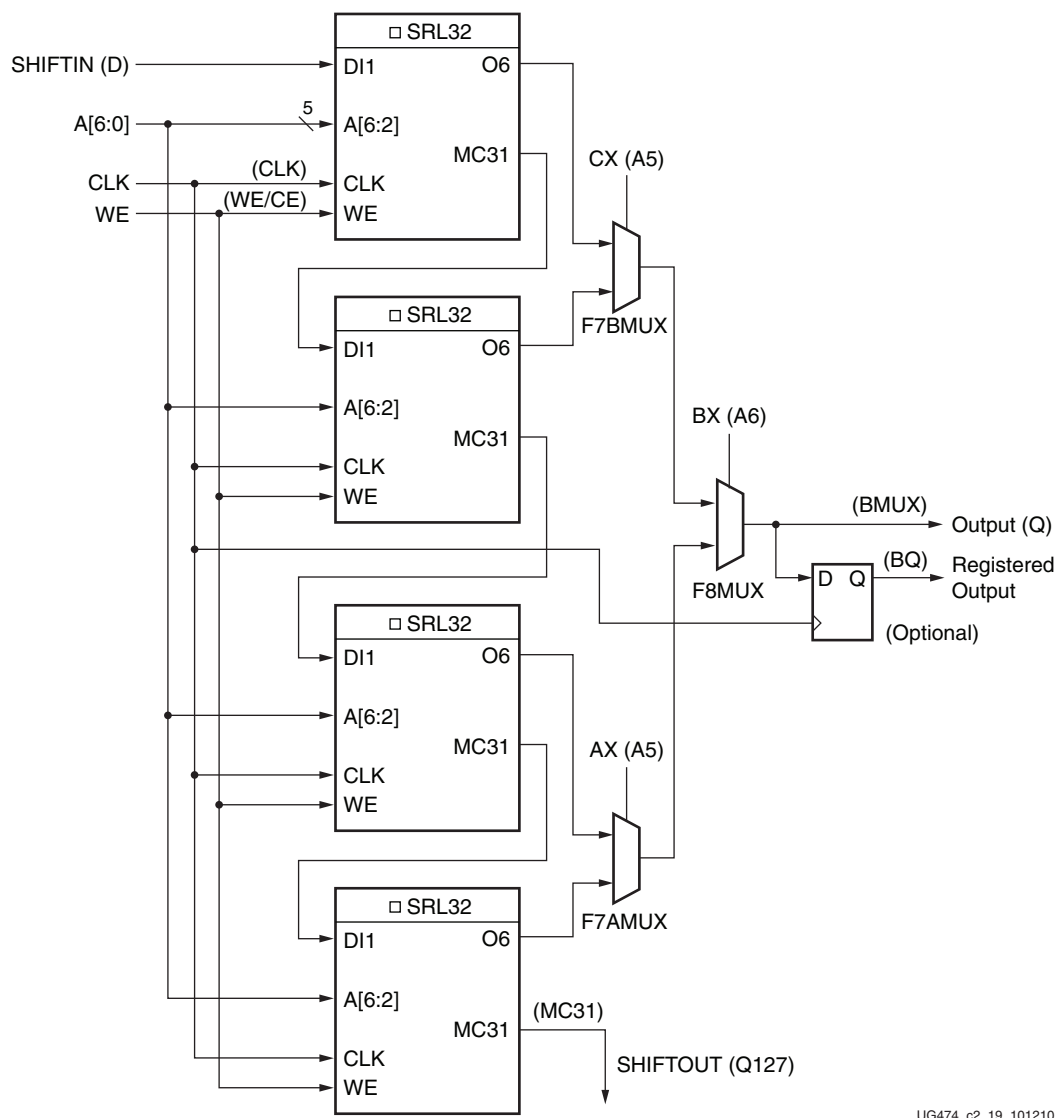 □ SRL32
SHIFTIN (D)
DI1
O6
A[6:0]
5
A[6:2]
MC31
CX (A5)
CLK
(CLK)
CLK
WE
(WE/CE)
WE
F7BMUX
□ SRL32
DI1
O6
A[6:2]
MC31
CLK
WE
BX (A6)
(BMUX)
Output (Q)
F8MUX
D Q
(BQ)
Registered
Output
(Optional)
□ SRL32
DI1
O6
A[6:2]
MC31
CLK
WE
AX (A5)
F7AMUX
□ SRL32
DI1
O6
A[6:2]
MC31
(MC31)
CLK
WE
SHIFTOUT (Q127)
UG474_c2_19_101210